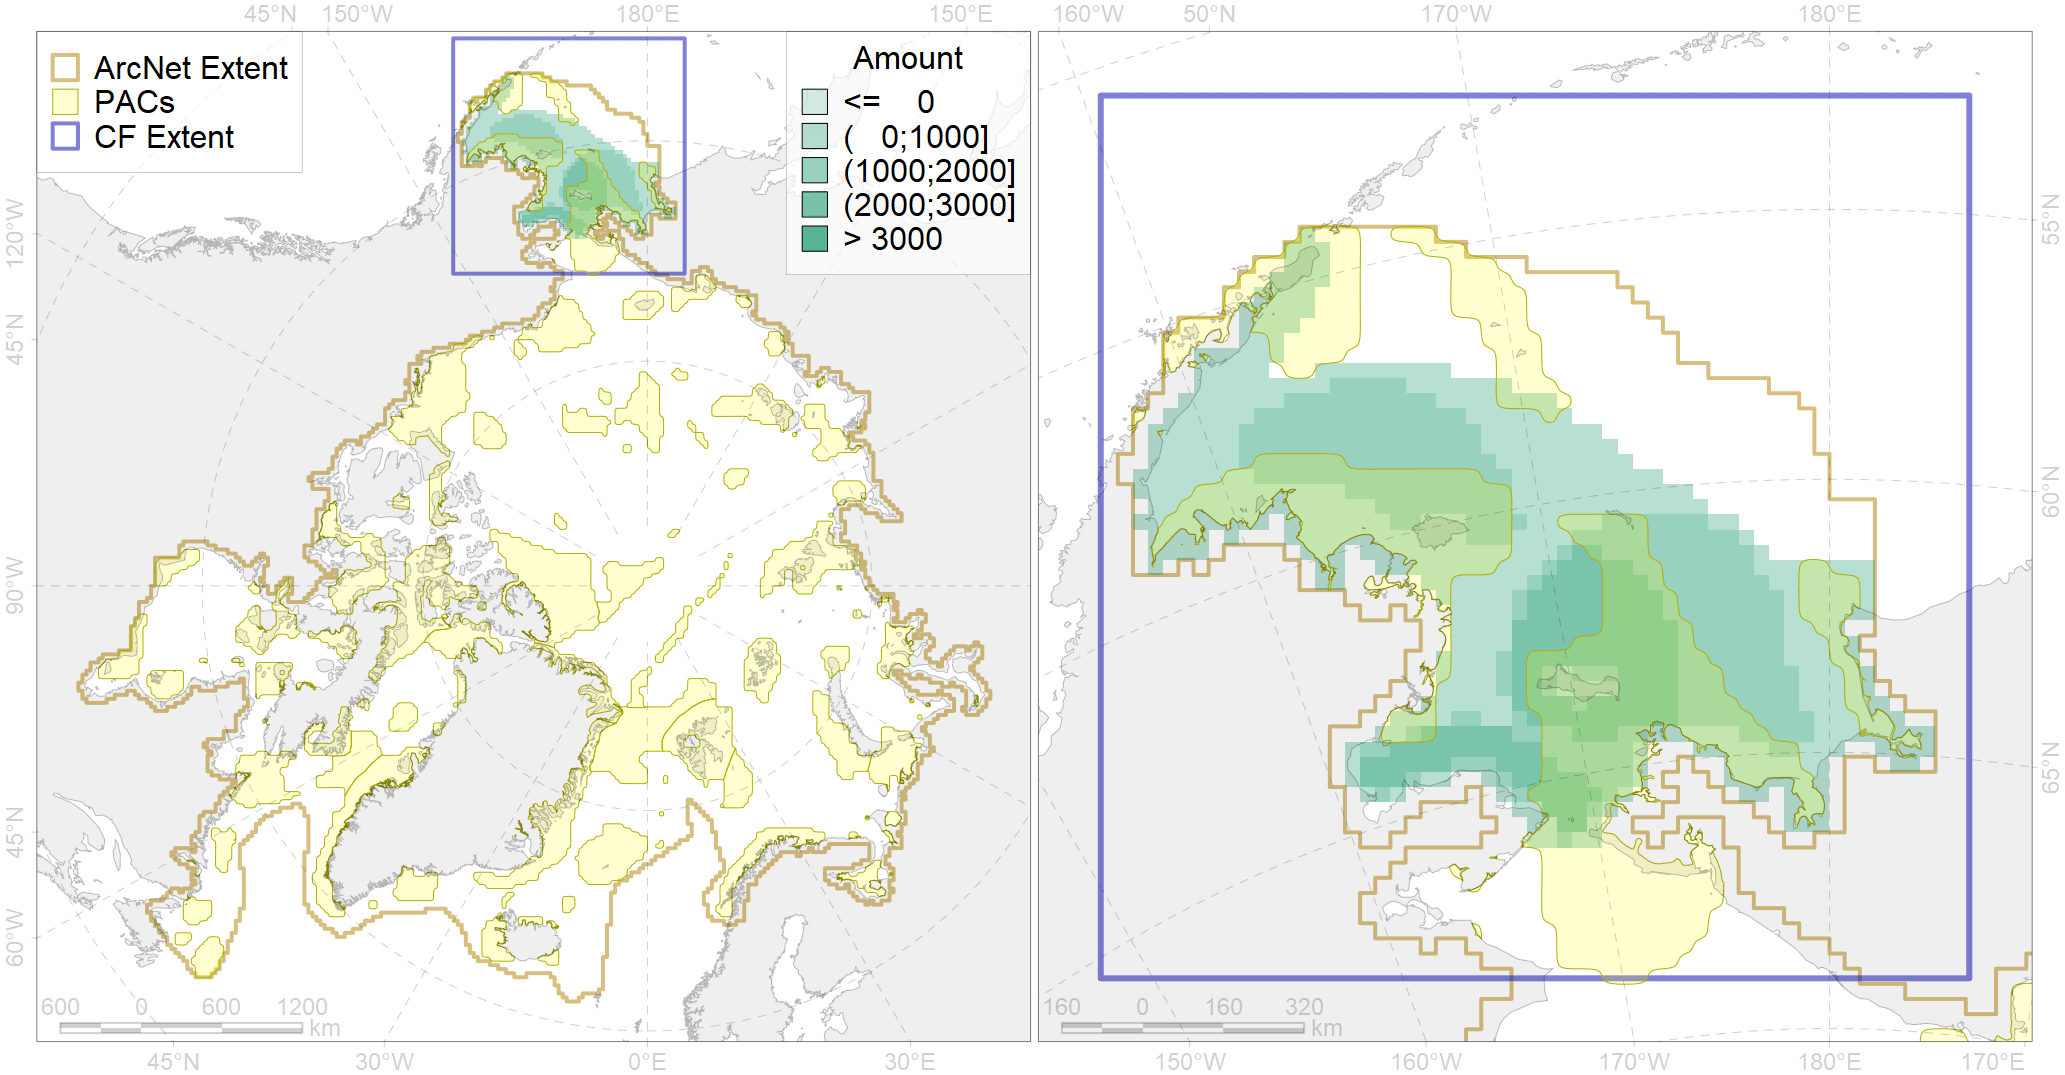 45°N 150°W 180°E 150°E 160°W 50°N 170°W 180°E
ArcNet Extent
PACs
CF Extent
Amount
<= 0
( 0;1000]
(1000;2000]
(2000;3000]
> 3000
120°W
45°N
90°W
45°N
60°W
55°N
60°N
65°N
600 0 600 1200
km
160 0 160 320
km
45°N 30°W 0°E 30°E 150°W 160°W 170°W 180°E 170°E